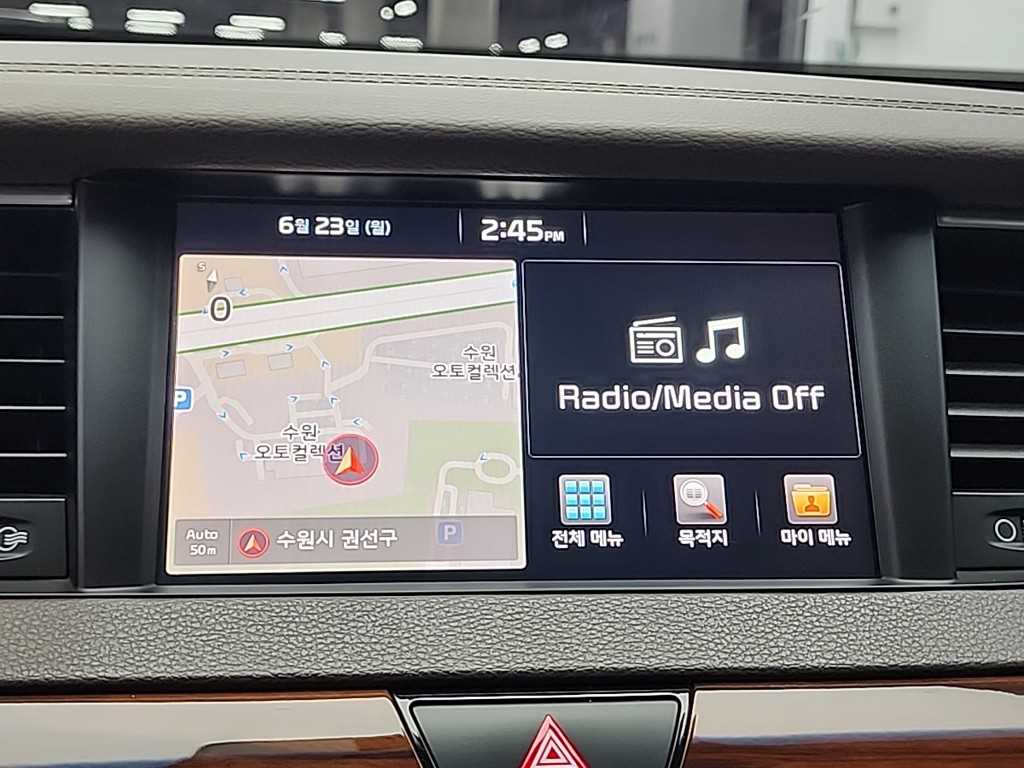 6월 23일 (월)
2:45PM
S
0
수원
오토컬렉션
P
수원
오토컬렉션
Auto
50m
수원시 권선구
P
Radio/Media Off
전체 메뉴
목적지
마이 메뉴